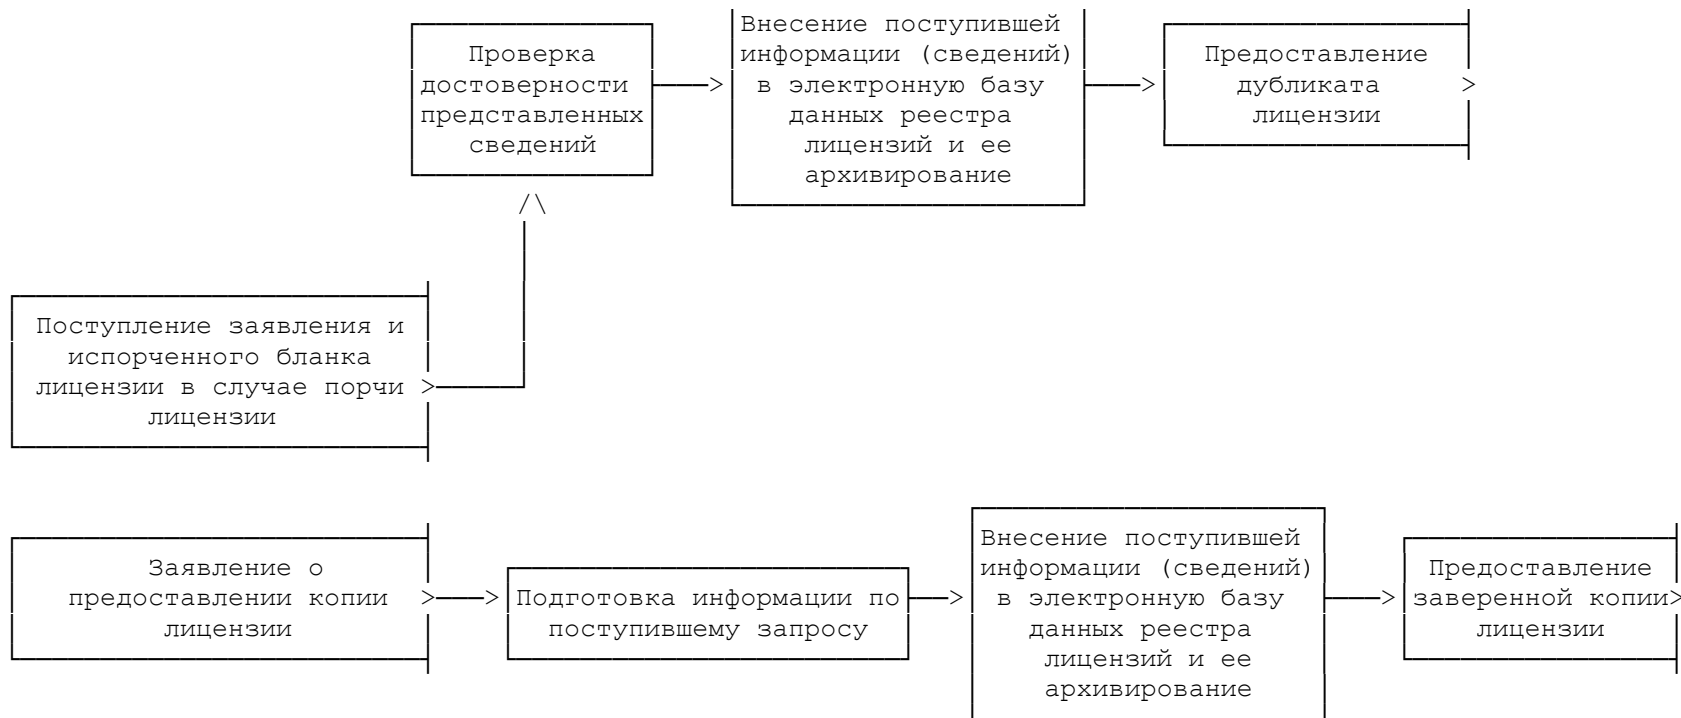 Проверка
достоверности
представленных
сведений
Внесение поступившей
информации (сведений)
в электронную базу
данных реестра
лицензий и ее
архивирование
Предоставление
дубликата
лицензии
Поступление заявления и
испорченного бланка
лицензии в случае порчи
лицензии
Заявление о
предоставлении копии
лицензии
Подготовка информации по
поступившему запросу
Внесение поступившей
информации (сведений)
в электронную базу
данных реестра
лицензий и ее
архивирование
Предоставление
заверенной копии
лицензии